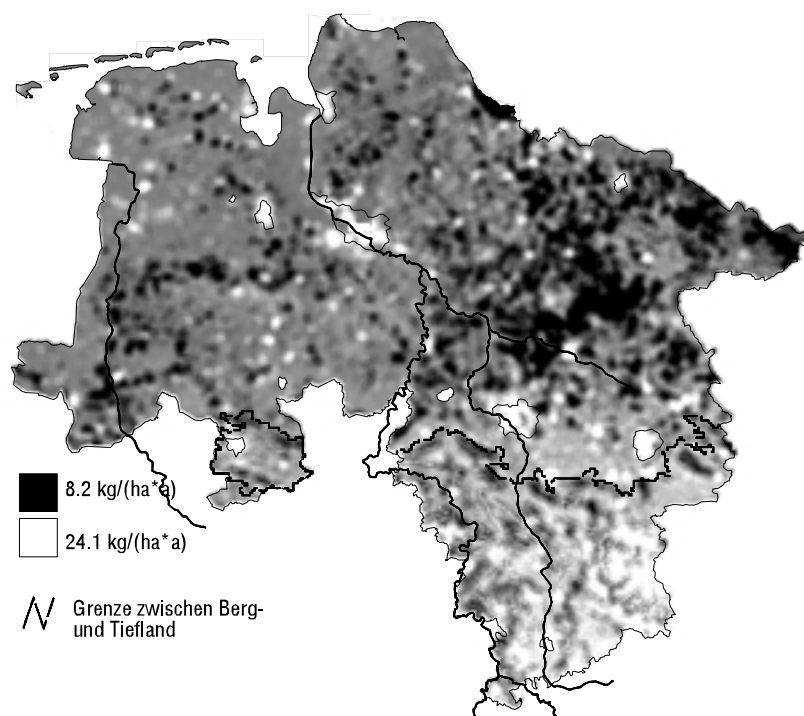 8.2 kg/(ha*a)
24.1 kg/(ha*a)
Grenze zwischen Berg-
und Tiefland